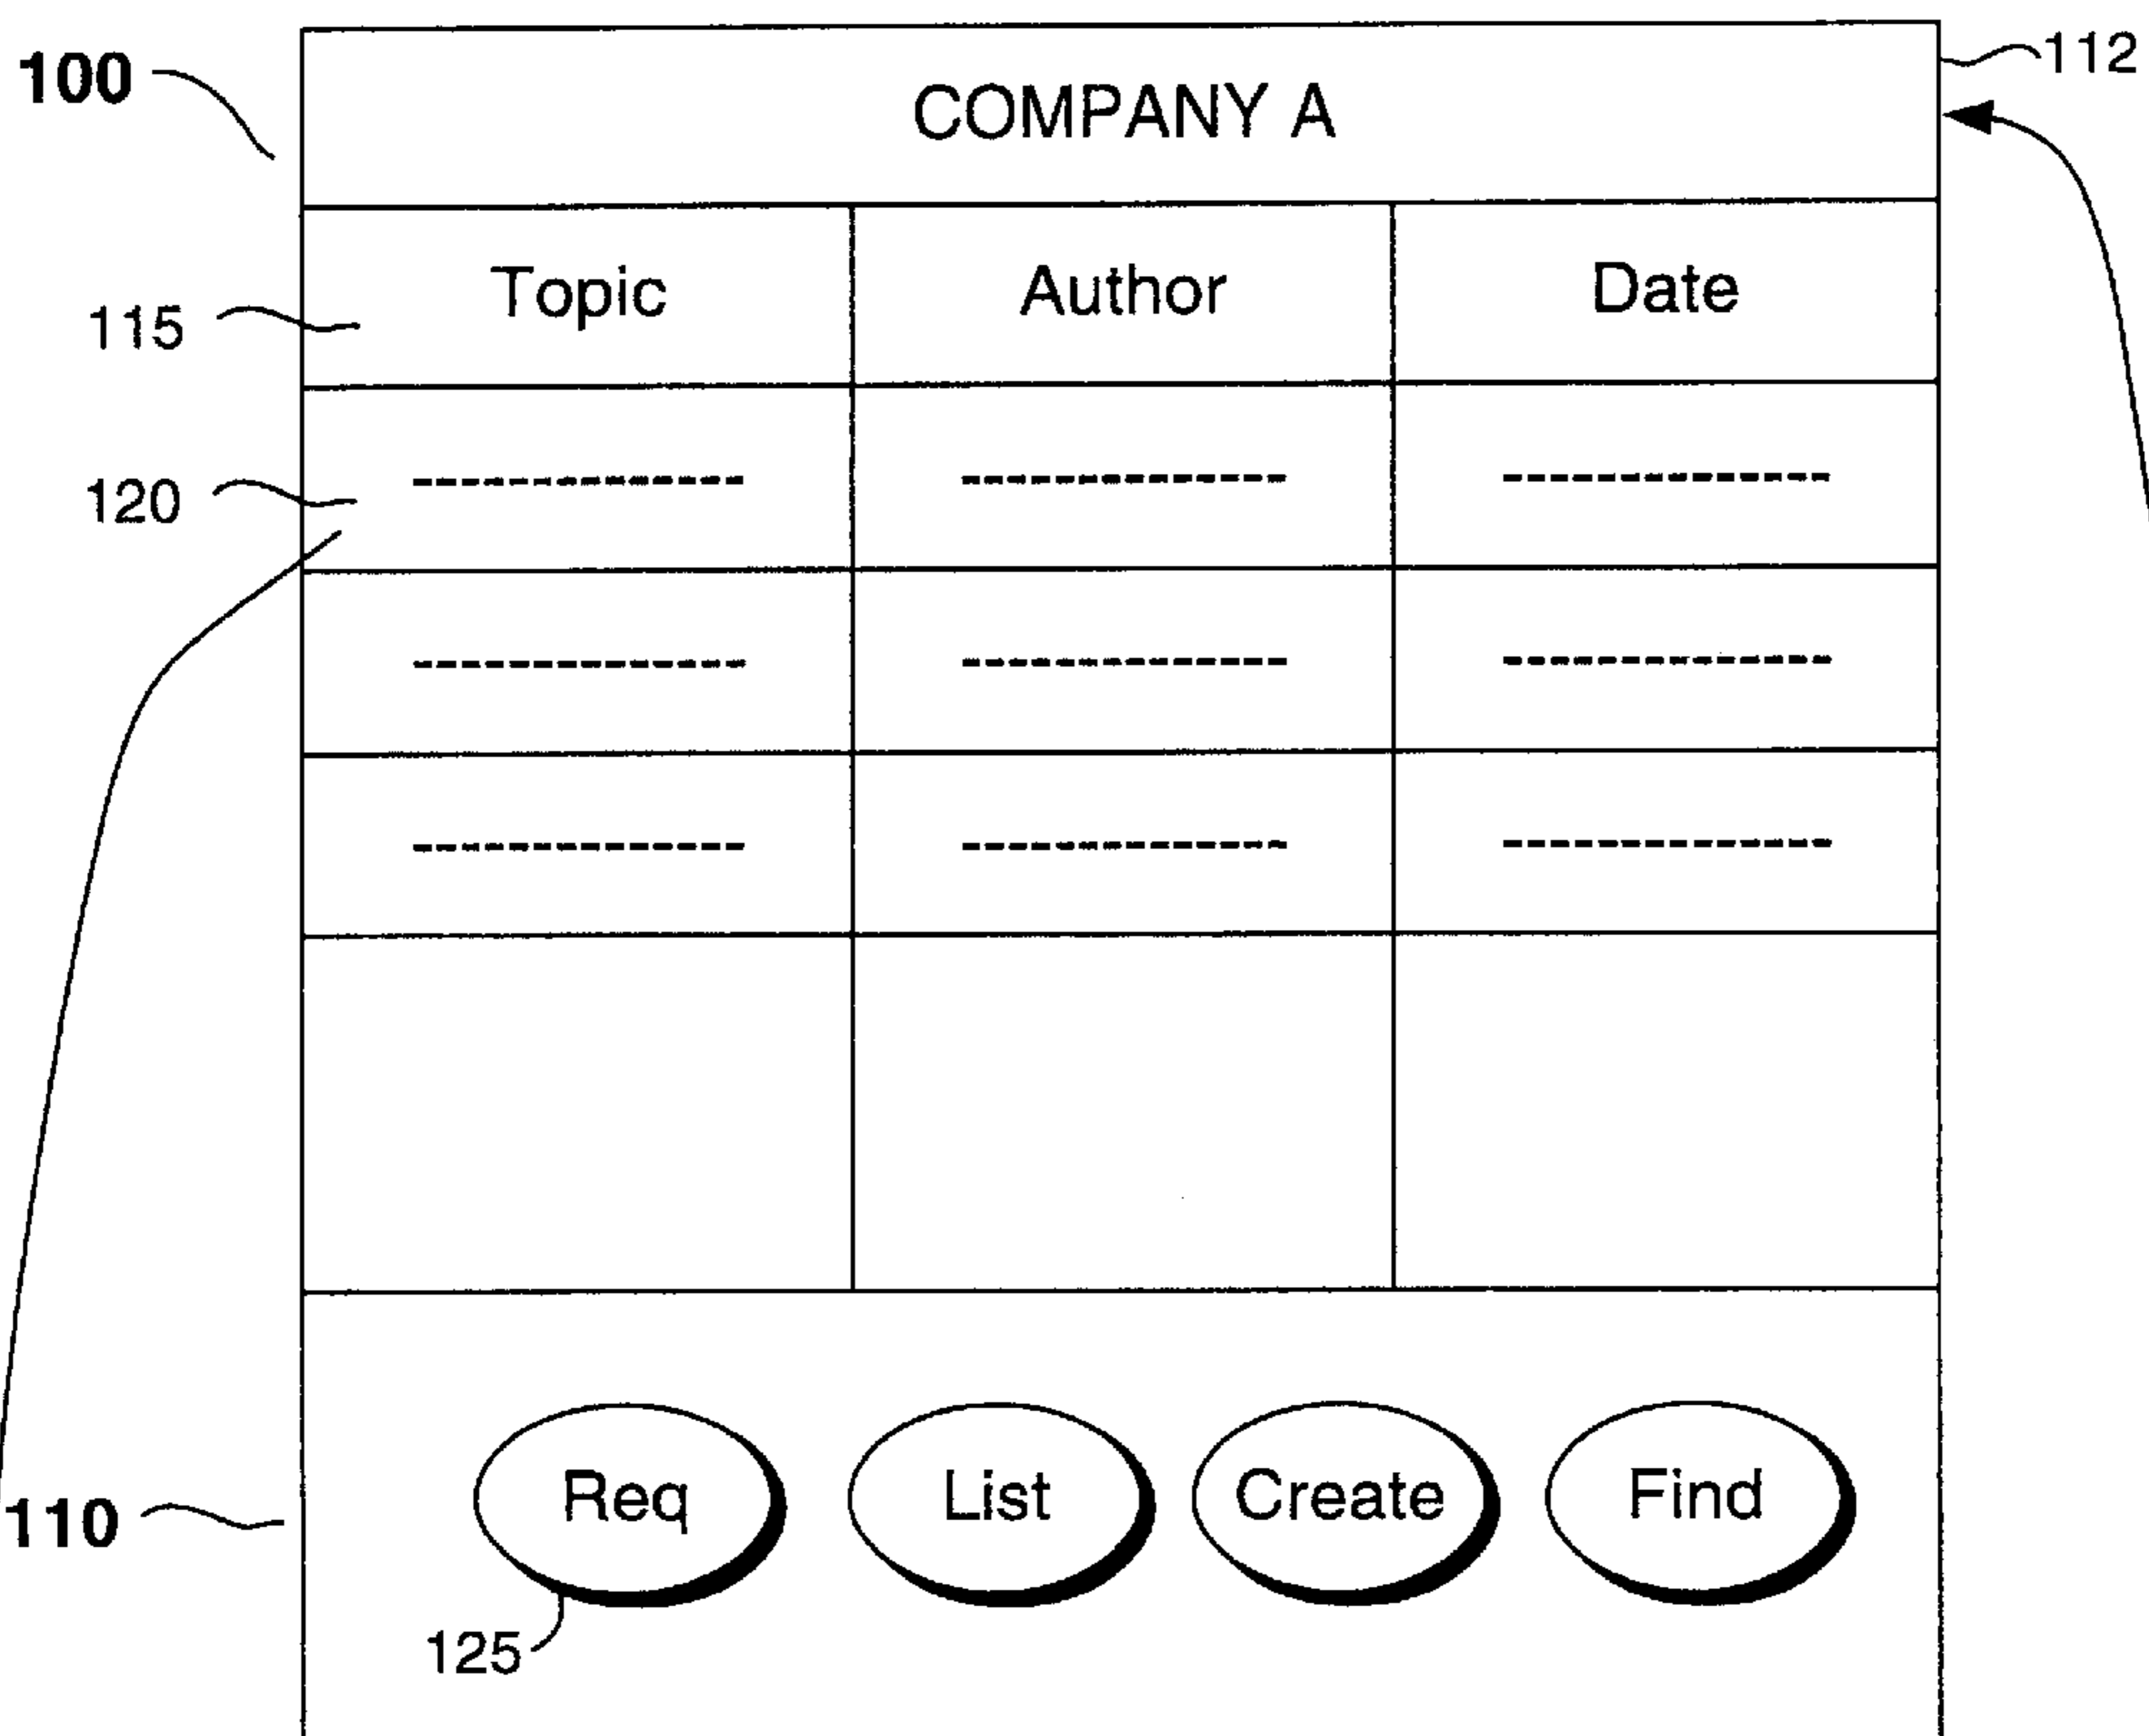 100
112
COMPANY A
115
Topic Author Date
120
110
Req List Create Find
125